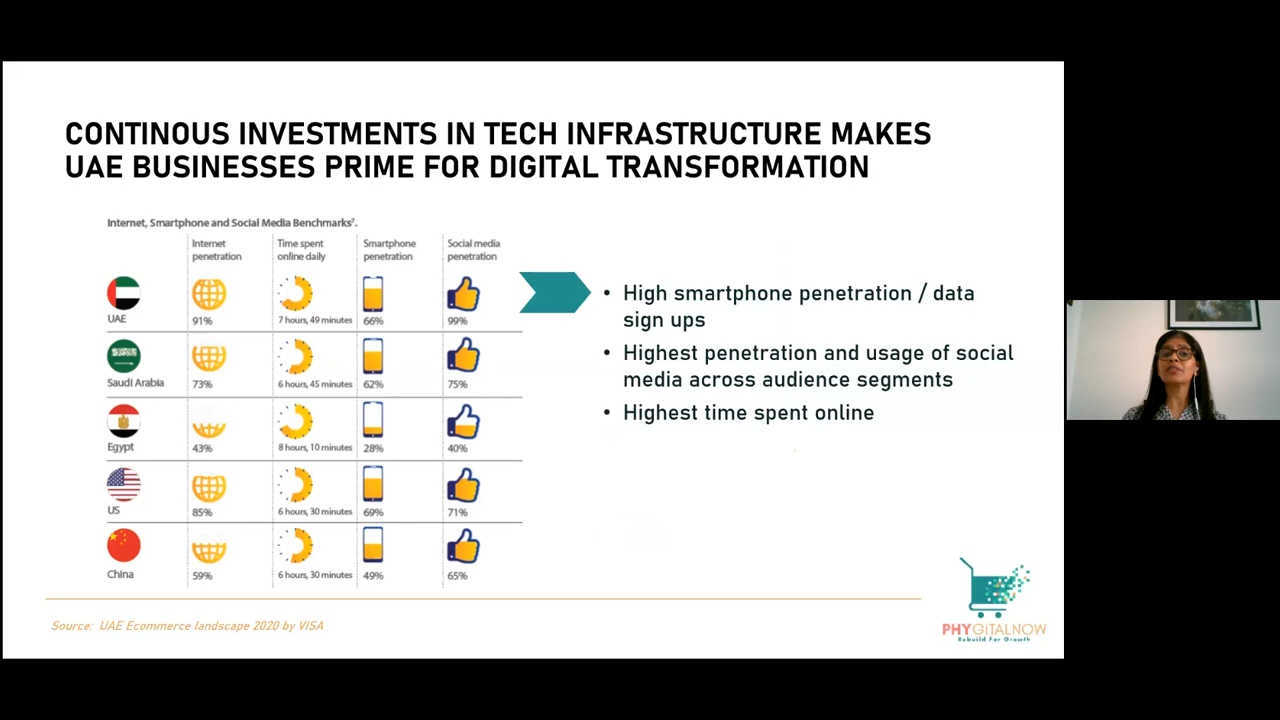 CONTINOUS INVESTMENTS IN TECH INFRASTRUCTURE MAKES
UAE BUSINESSES PRIME FOR DIGITAL TRANSFORMATION
Internet, Smartphone and Social Media Benchmarks⁷.
Internet penetration
Time spent online daily
Smartphone penetration
Social media penetration
UAE
91%
7 hours, 49 minutes
66%
99%
Saudi Arabia
73%
6 hours, 45 minutes
62%
75%
Egypt
43%
8 hours, 10 minutes
28%
40%
US
85%
6 hours, 30 minutes
69%
71%
China
59%
6 hours, 30 minutes
49%
65%
• High smartphone penetration / data
sign ups
• Highest penetration and usage of social
media across audience segments
• Highest time spent online
Source: UAE Ecommerce landscape 2020 by VISA
PHYGITALNOW
Rebuild For Growth